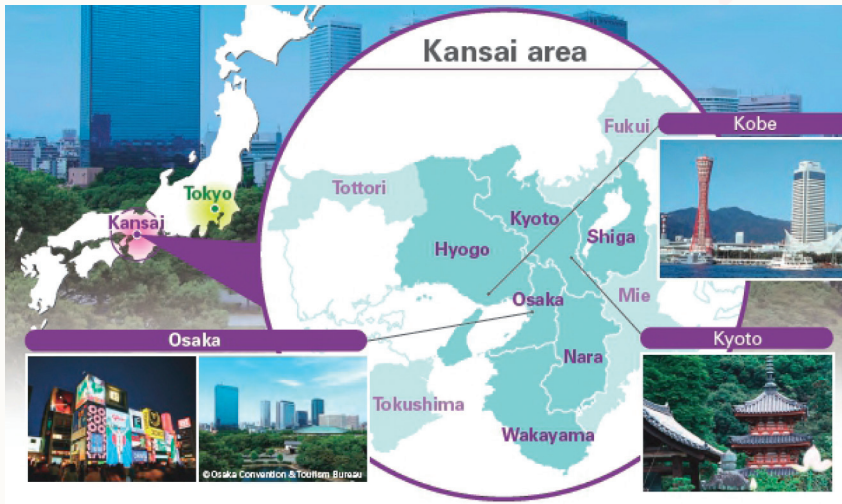 Kansai area
Fukui
Kobe
Tottori
Tokyo
Kansai
Kyoto
Shiga
Hyogo
Mie
Osaka
Osaka
Kyoto
Nara
Tokushima
Wakayama
©Osaka Convention & Tourism Bureau